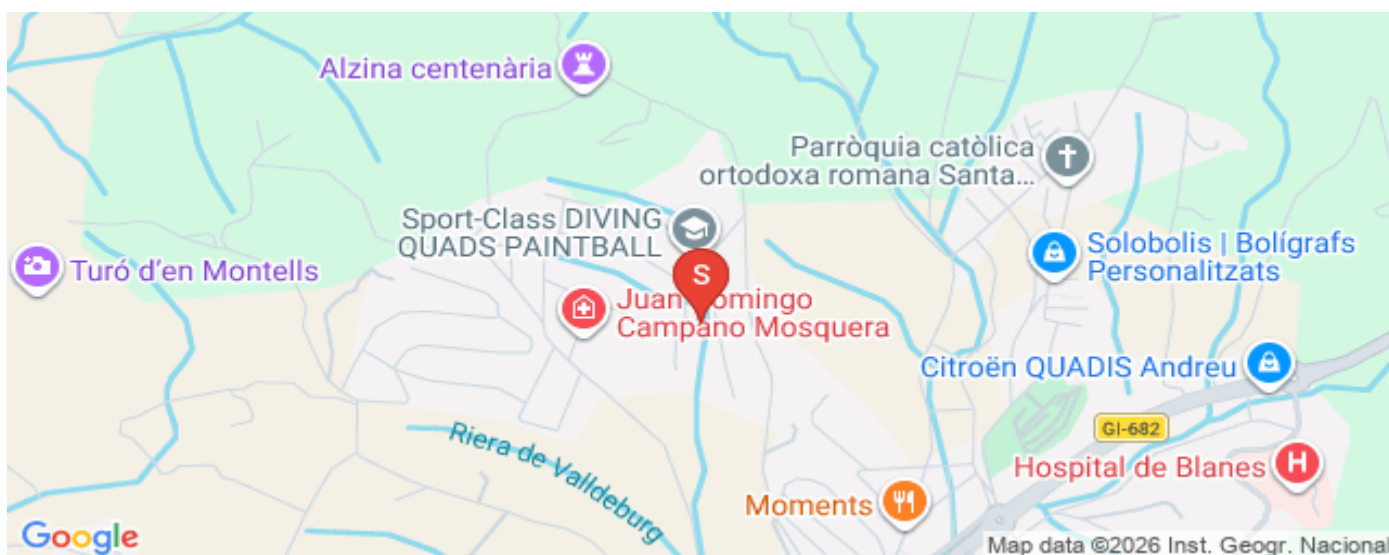 Alzina centenària
Parròquia catòlica
ortodoxa romana Santa...
Sport-Class DIVING
QUADS PAINTBALL
Solobolis | Bolígrafs
Personalitzats
Turó d'en Montells
S
Juan Domingo
Campano Mosquera
Citroën QUADIS Andreu
GI-682
Riera de Valldeburg
Hospital de Blanes
H
Moments
Google
Map data ©2026 Inst. Geogr. Nacional